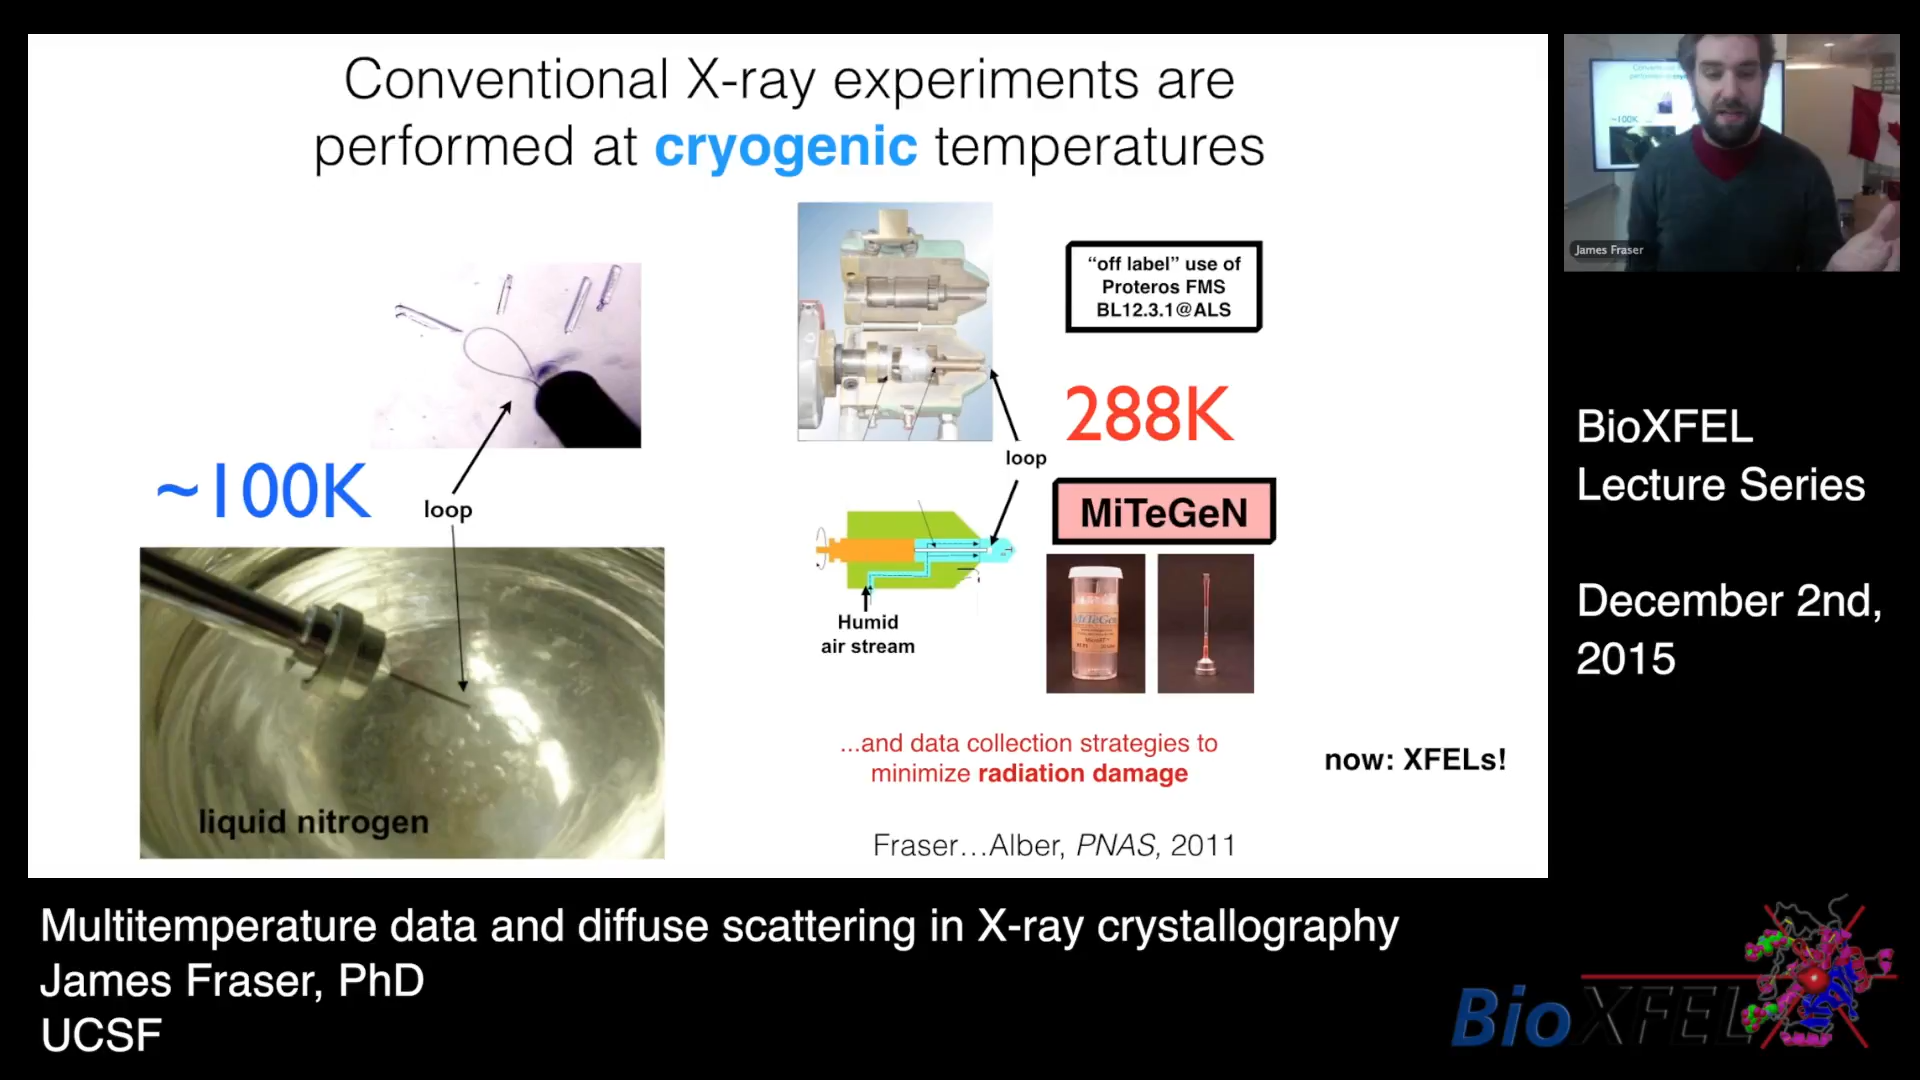 Conventional X-ray experiments are
performed at cryogenic temperatures
~100K
loop
liquid nitrogen
"off label" use of
Proteros FMS
BL12.3.1@ALS
288K
loop
MiTeGeN
Humid
air stream
MiTeGen
...and data collection strategies to
minimize radiation damage
now: XFELs!
Fraser...Alber, PNAS, 2011
~100K
James Fraser
BioXFEL
Lecture Series
December 2nd,
2015
Multitemperature data and diffuse scattering in X-ray crystallography
James Fraser, PhD
UCSF
BioXFEL